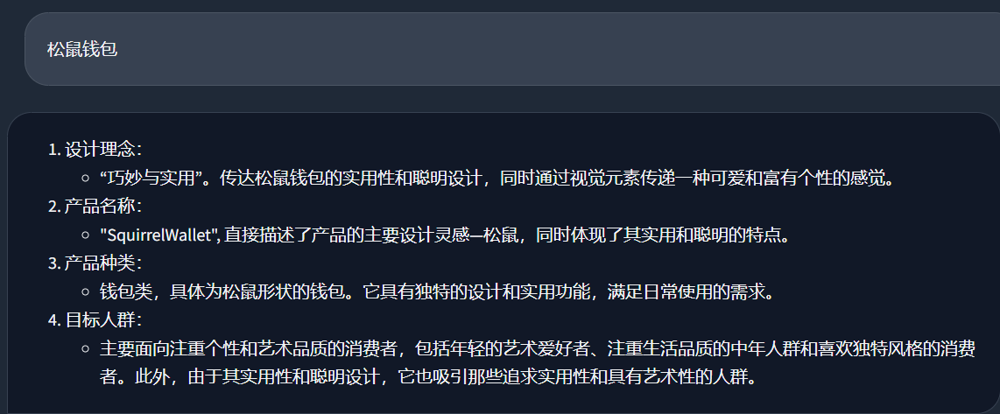 松鼠钱包
1. 设计理念：
○ “巧妙与实用”。传达松鼠钱包的实用性和聪明设计，同时通过视觉元素传递一种可爱和富有个性的感觉。
2. 产品名称：
○ "SquirrelWallet", 直接描述了产品的主要设计灵感—松鼠，同时体现了其实用和聪明的特点。
3. 产品种类：
○ 钱包类，具体为松鼠形状的钱包。它具有独特的设计和实用功能，满足日常使用的需求。
4. 目标人群：
○ 主要面向注重个性和艺术品质的消费者，包括年轻的艺术爱好者、注重生活品质的中年人群和喜欢独特风格的消费
者。此外，由于其实用性和聪明设计，它也吸引那些追求实用性和具有艺术性的人群。